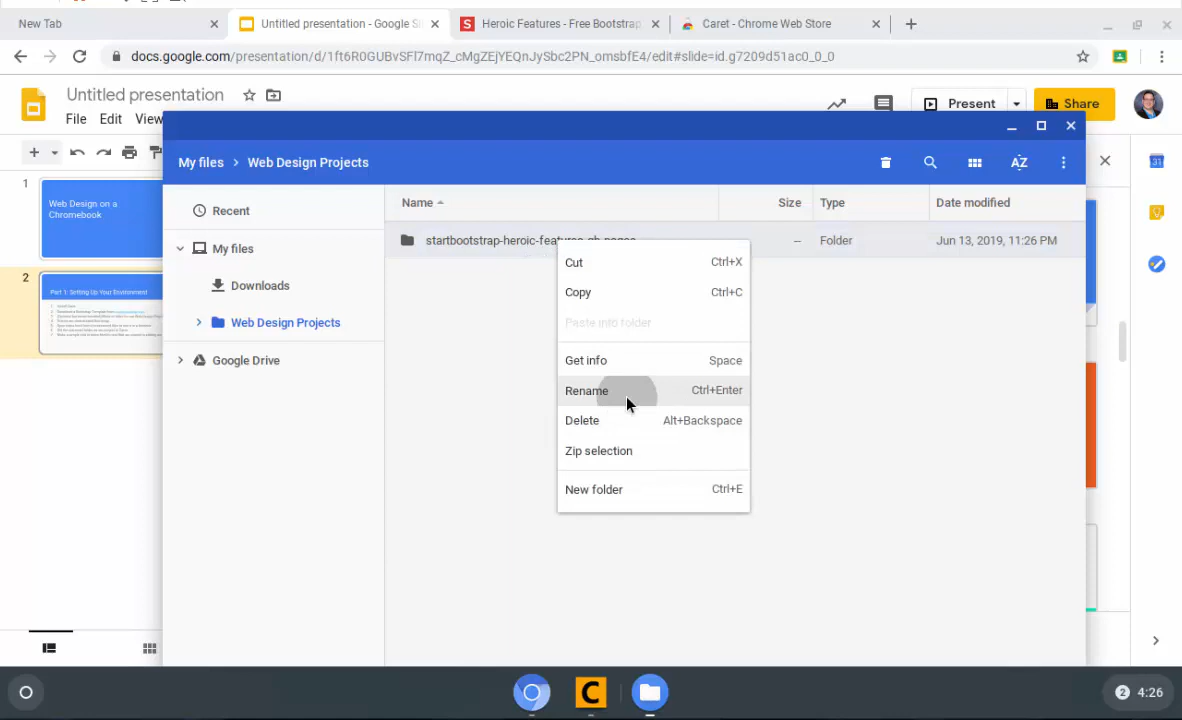 New Tab
Untitled presentation - Google Sli
Heroic Features - Free Bootstrap
Caret - Chrome Web Store
docs.google.com/presentation/d/1ft6R0GUBvSFl7mqZ_cMgZEjYEQnJySbc2PN_omsbfE4/edit#slide=id.g7209d51ac0_0_0
Untitled presentation
File Edit View
Present
Share
My files > Web Design Projects
AZ
Name
Size
Type
Date modified
Recent
My files
Downloads
Web Design Projects
Google Drive
startbootstrap-heroic-features-gh-pages
--
Folder
Jun 13, 2019, 11:26 PM
Cut Ctrl+X
Copy Ctrl+C
Paste into folder
Get info Space
Rename Ctrl+Enter
Delete Alt+Backspace
Zip selection
New folder Ctrl+E
1
Web Design on a
Chromebook
2
Part 1: Setting Up Your Environment
31
C
2 4:26